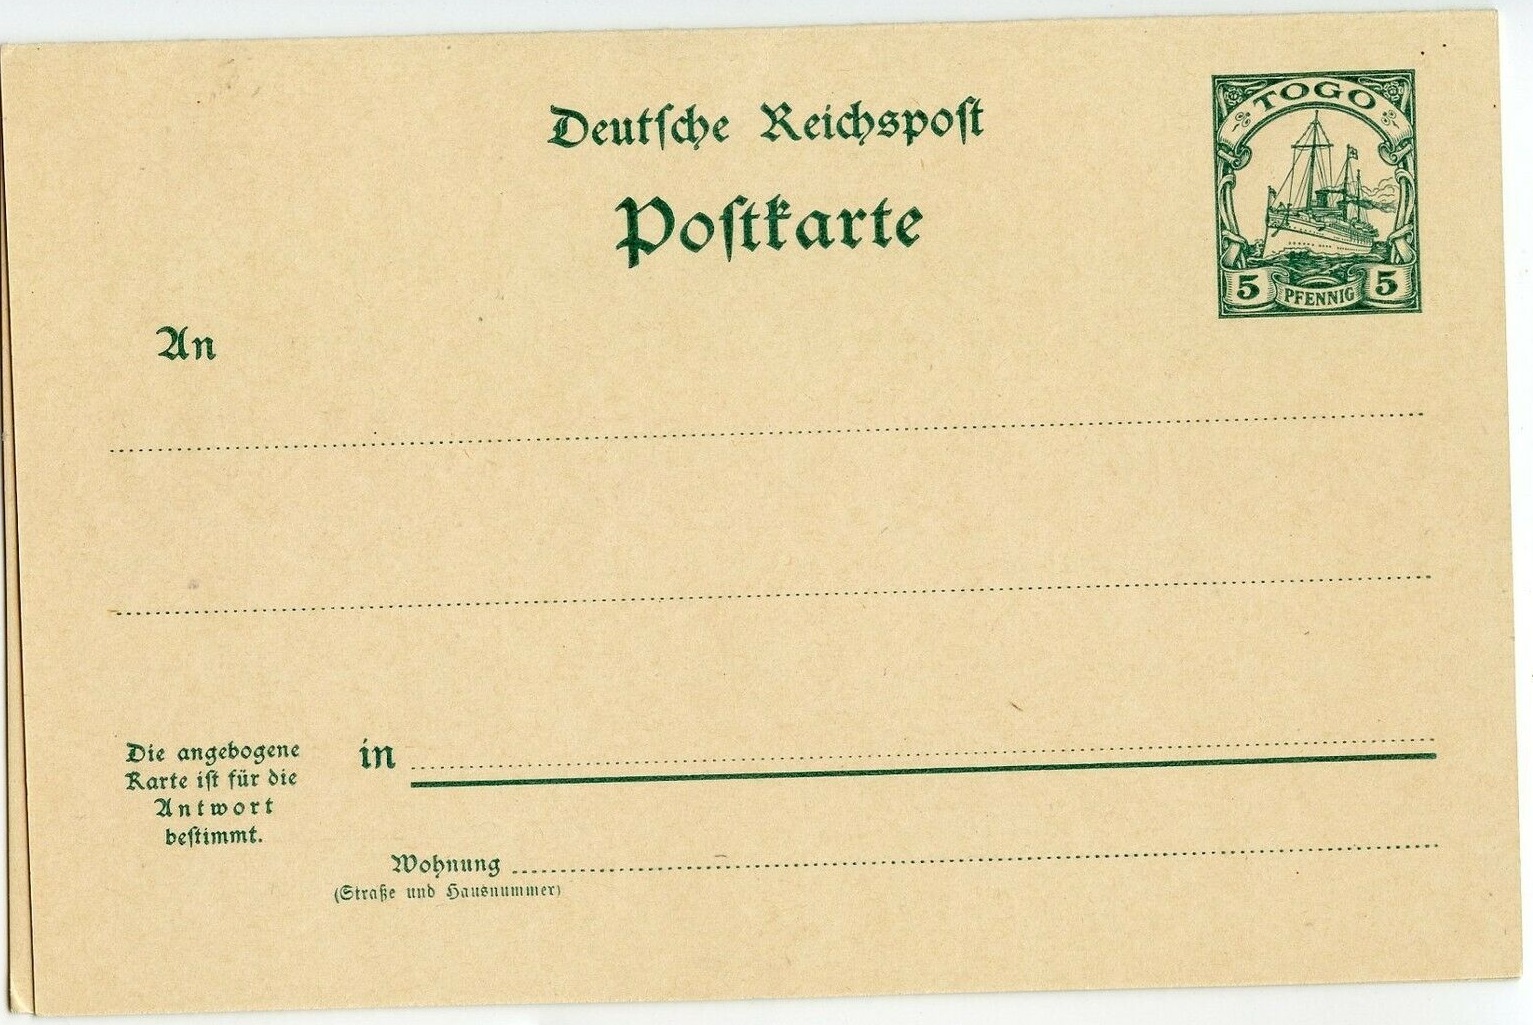 Deutsche Reichspost
Postkarte
TOGO
5 PFENNIG 5
An
in
Die angebogene
Karte ist für die
Antwort
bestimmt.
Wohnung
(Straße und Hausnummer)